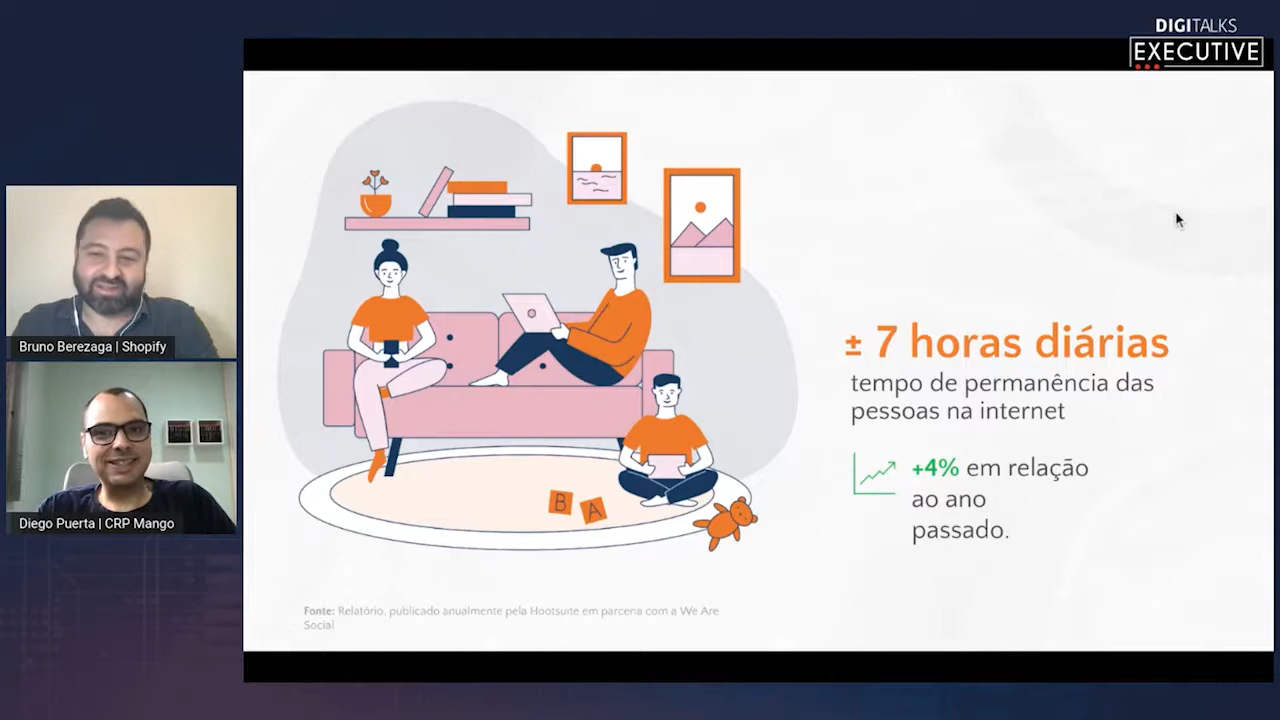 DIGITALKS
EXECUTIVE
Bruno Berezaga | Shopify
Diego Puerta | CRP Mango
B A
± 7 horas diárias
tempo de permanência das
pessoas na internet
+4% em relação
ao ano
passado.
Fonte: Relatório, publicado anualmente pela Hootsuite em parceria com a We Are
Social